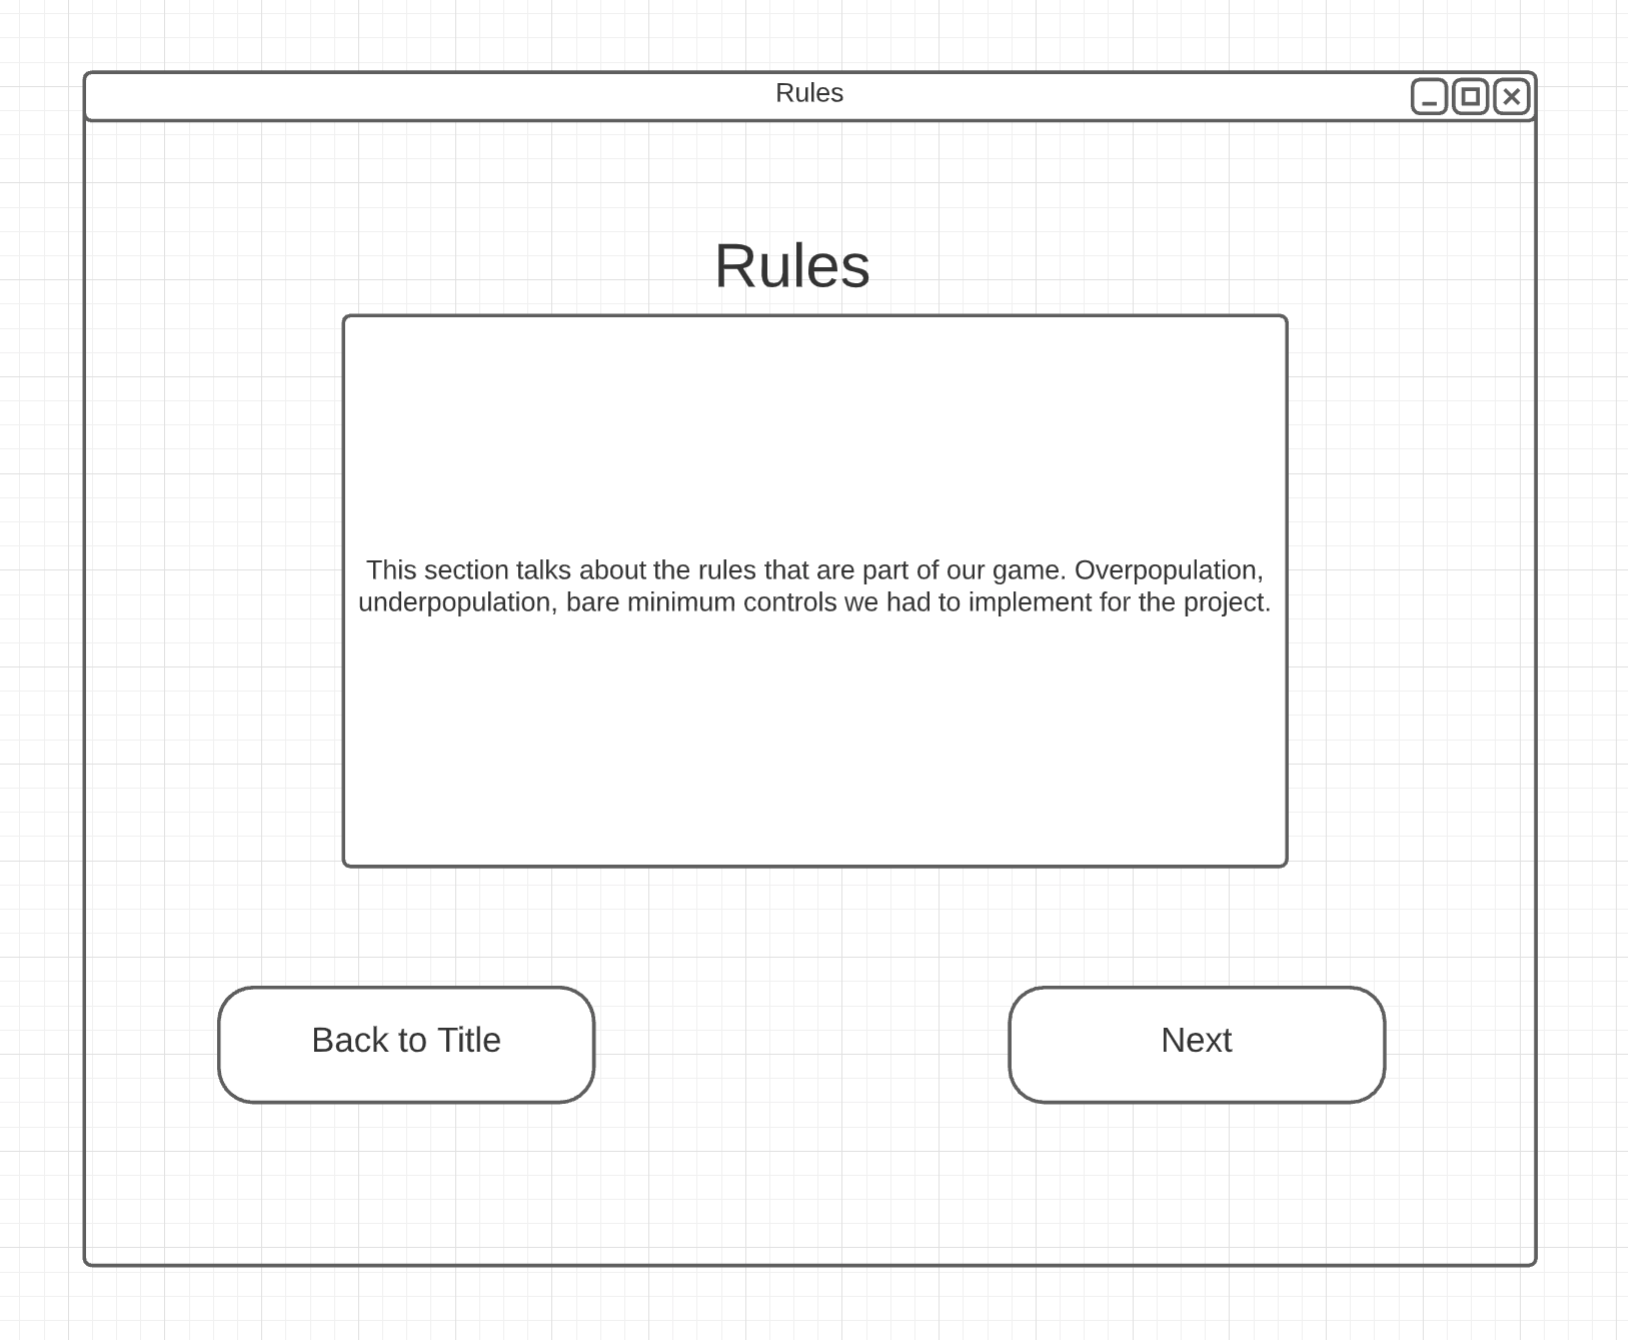 Rules
Rules
This section talks about the rules that are part of our game. Overpopulation,
underpopulation, bare minimum controls we had to implement for the project.
Back to Title
Next